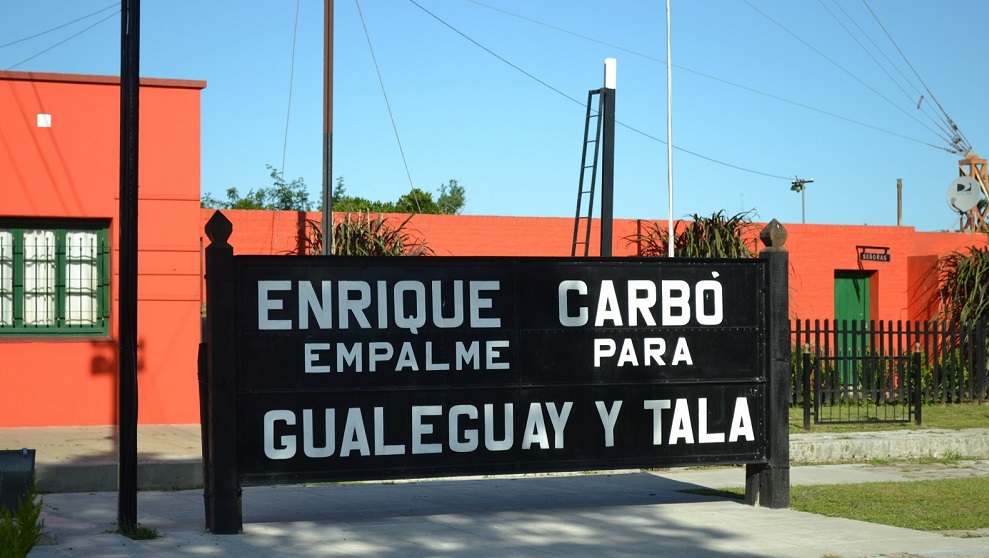 ENRIQUE CARBÓ
EMPALME PARA
GUALEGUAY Y TALA
SEÑORAS